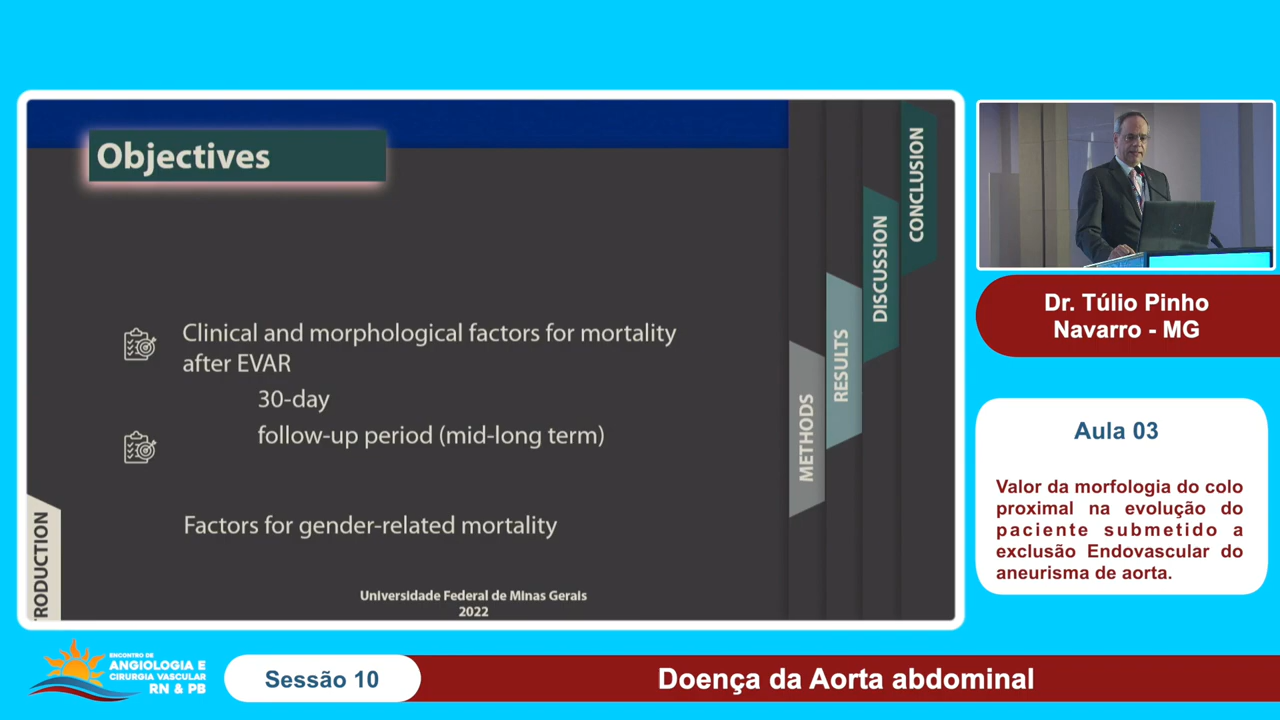 Objectives
Clinical and morphological factors for mortality
after EVAR
30-day
follow-up period (mid-long term)
Factors for gender-related mortality
Universidade Federal de Minas Gerais
2022
TRODUCTION
METHODS
RESULTS
DISCUSSION
CONCLUSION
Dr. Túlio Pinho
Navarro - MG
Aula 03
Valor da morfologia do colo
proximal na evolução do
paciente submetido a
exclusão Endovascular do
aneurisma de aorta.
ENCONTRO DE
ANGIOLOGIA E
CIRURGIA VASCULAR
RN & PB
Sessão 10
Doença da Aorta abdominal